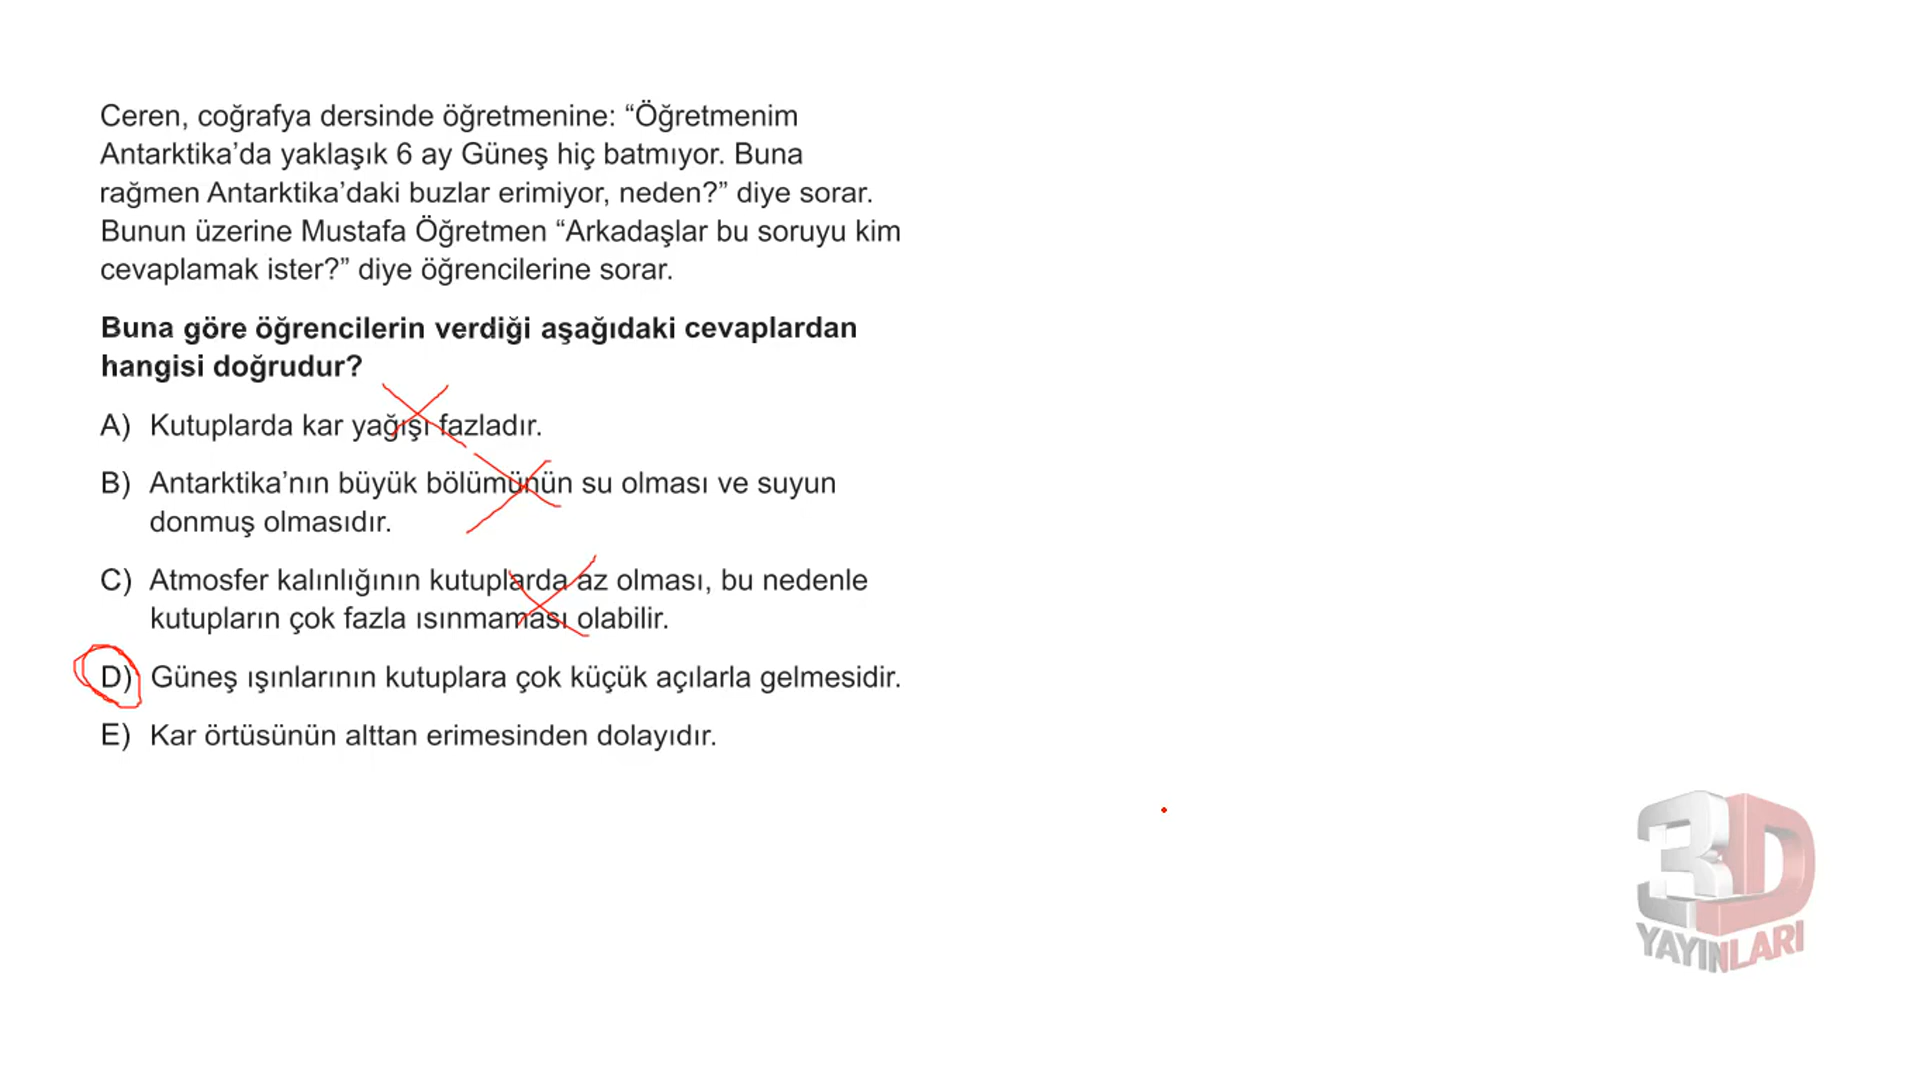 Ceren, coğrafya dersinde öğretmenine: “Öğretmenim
Antarktika’da yaklaşık 6 ay Güneş hiç batmıyor. Buna
rağmen Antarktika’daki buzlar erimiyor, neden?” diye sorar.
Bunun üzerine Mustafa Öğretmen “Arkadaşlar bu soruyu kim
cevaplamak ister?” diye öğrencilerine sorar.
Buna göre öğrencilerin verdiği aşağıdaki cevaplardan
hangisi doğrudur?
A) Kutuplarda kar yağışı fazladır.
B) Antarktika’nın büyük bölümünün su olması ve suyun
donmuş olmasıdır.
C) Atmosfer kalınlığının kutuplarda az olması, bu nedenle
kutupların çok fazla ısınmaması olabilir.
D) Güneş ışınlarının kutuplara çok küçük açılarla gelmesidir.
E) Kar örtüsünün alttan erimesinden dolayıdır.
3D
YAYINLARI